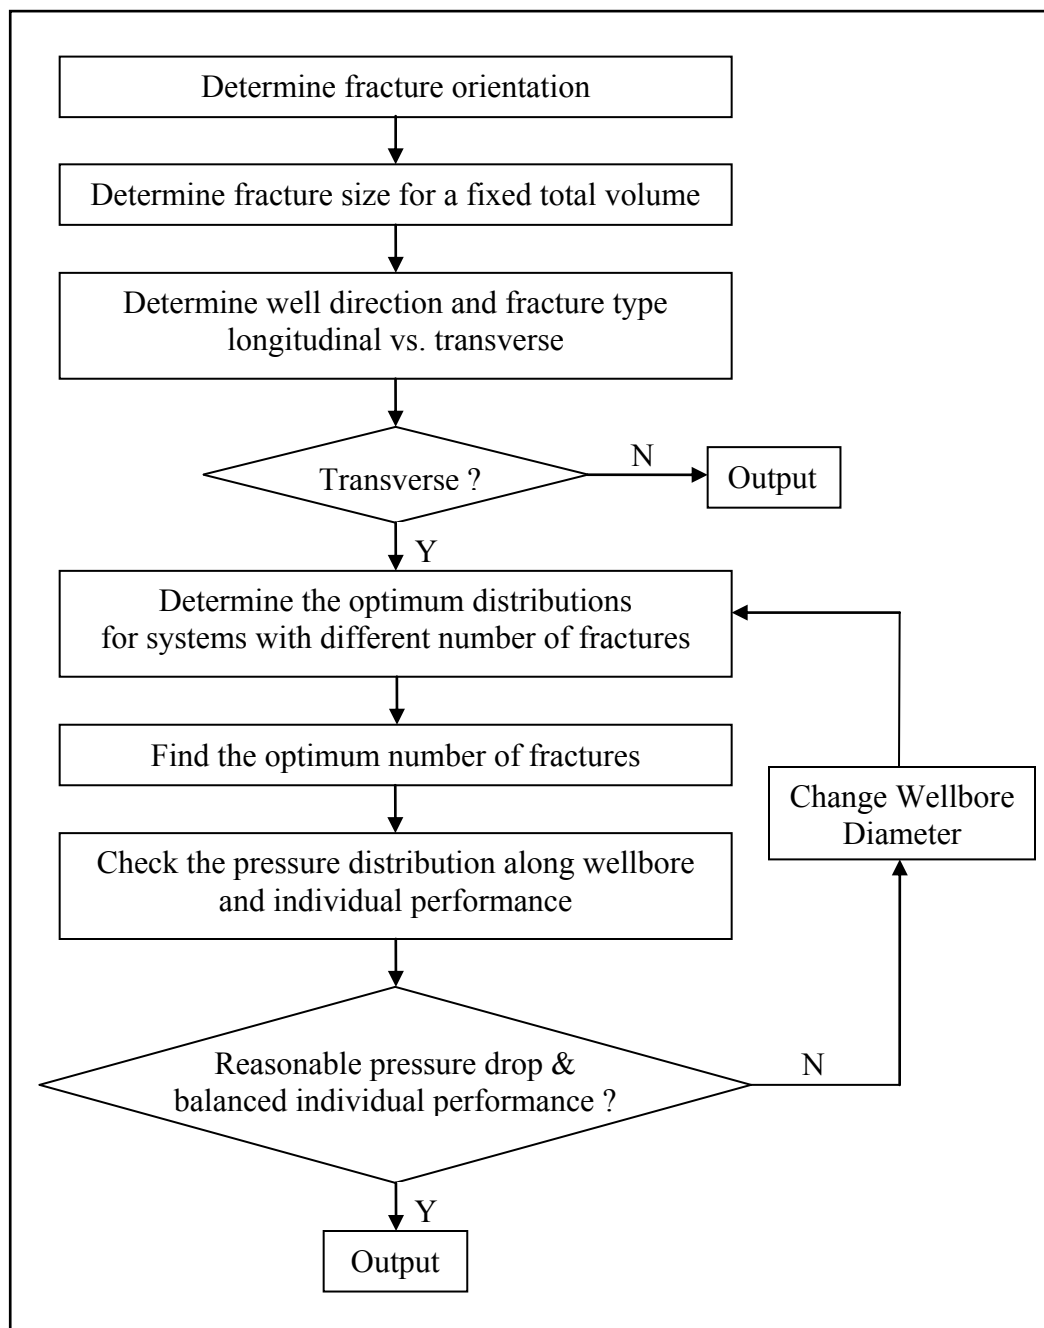 Determine fracture orientation
Determine fracture size for a fixed total volume
Determine well direction and fracture type
longitudinal vs. transverse
Transverse ?
N
Output
Y
Determine the optimum distributions
for systems with different number of fractures
Find the optimum number of fractures
Change Wellbore
Diameter
Check the pressure distribution along wellbore
and individual performance
Reasonable pressure drop &
balanced individual performance ?
N
Y
Output